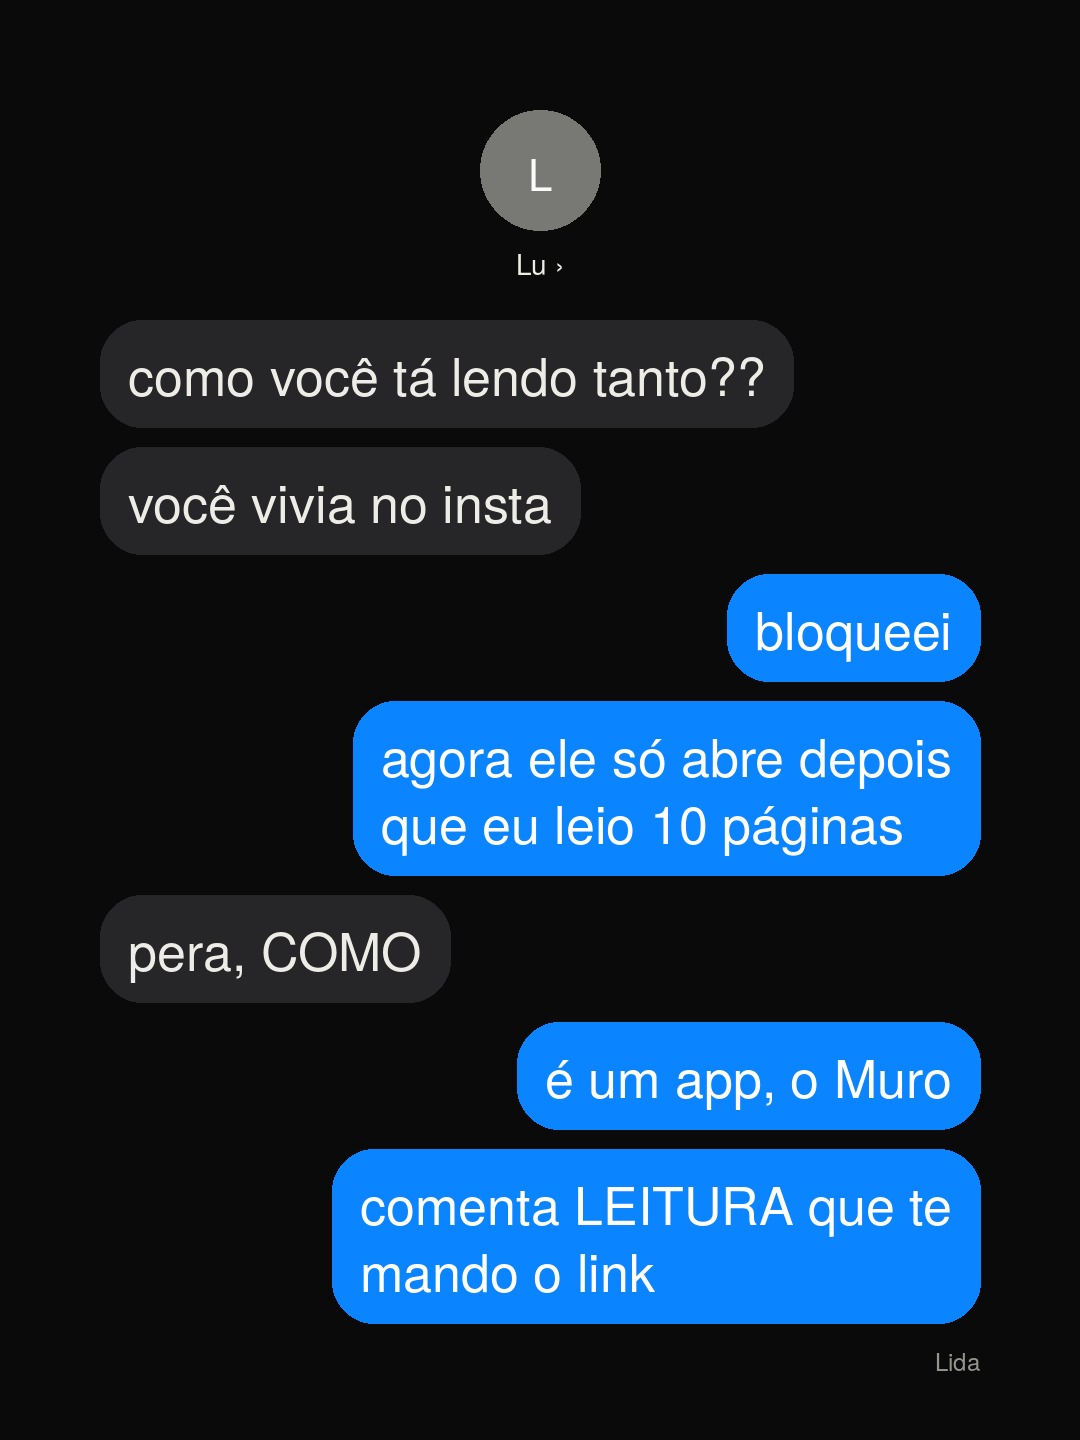 L
Lu ›
como você tá lendo tanto??
você vivia no insta
bloqueei
agora ele só abre depois
que eu leio 10 páginas
pera, COMO
é um app, o Muro
comenta LEITURA que te
mando o link
Lida